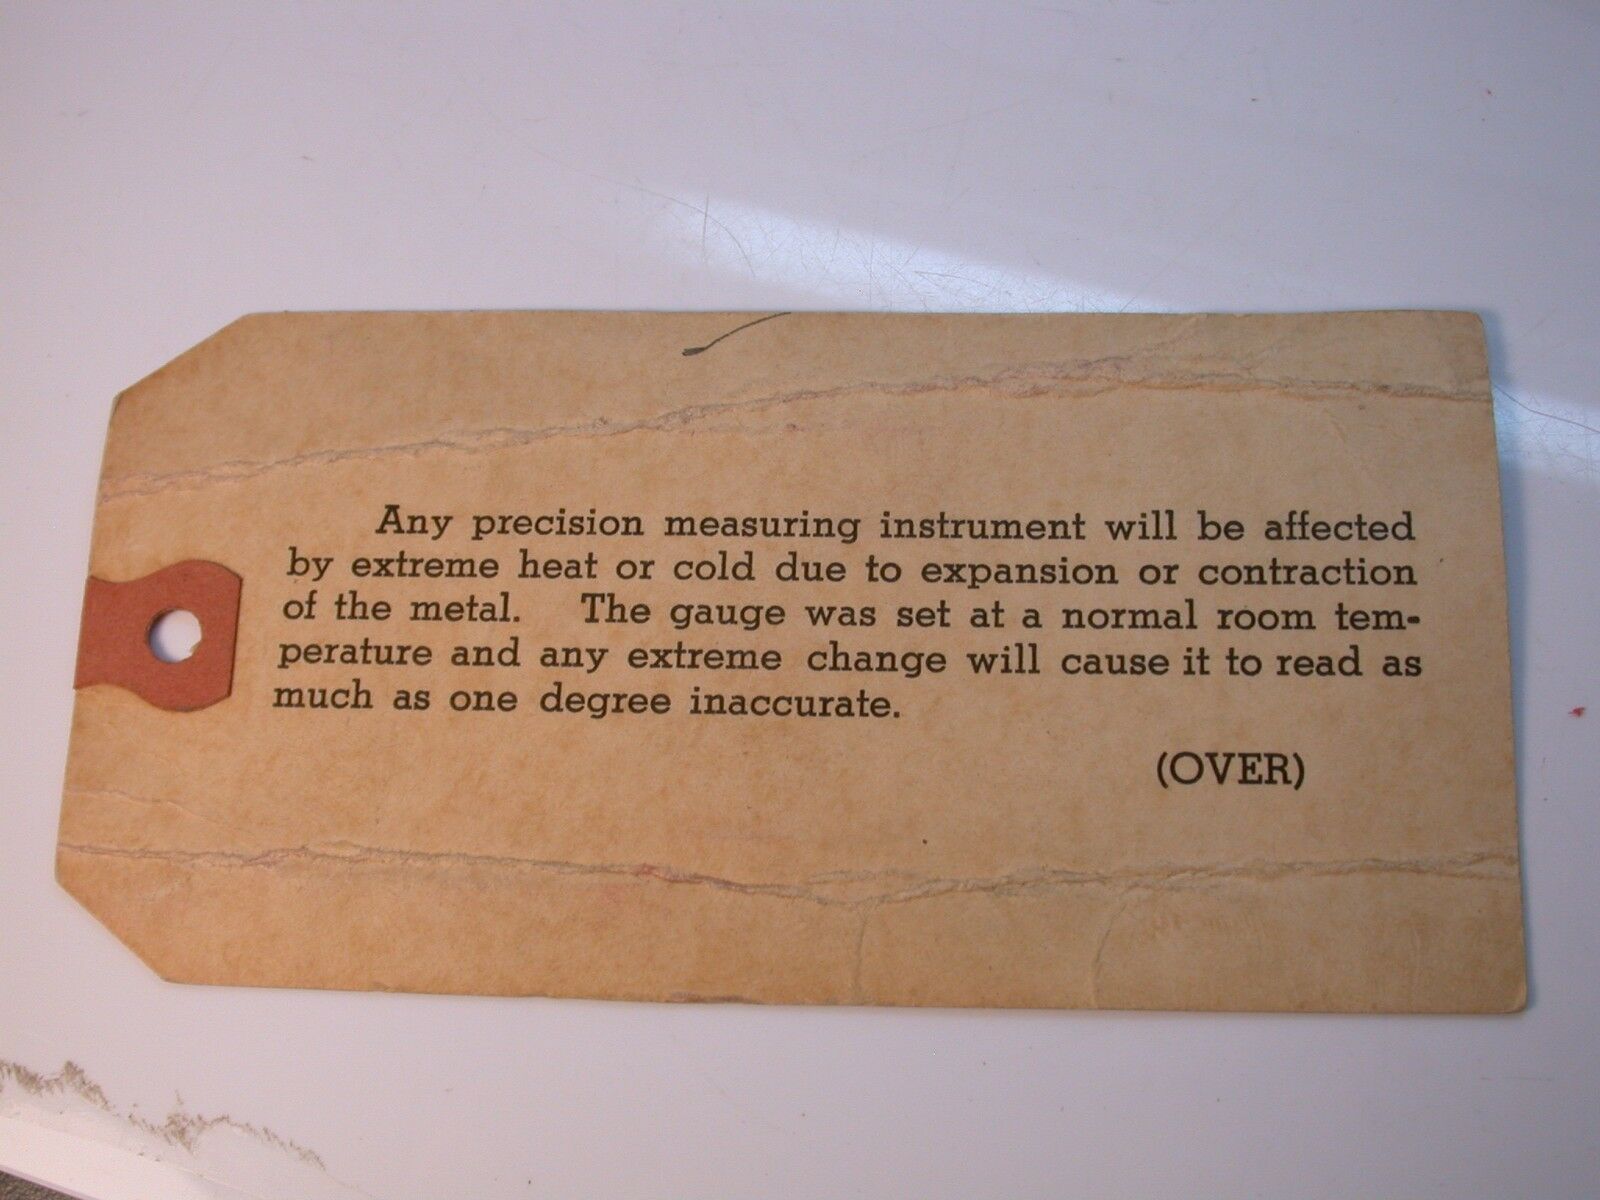 Any precision measuring instrument will be affected
by extreme heat or cold due to expansion or contraction
of the metal. The gauge was set at a normal room tem-
perature and any extreme change will cause it to read as
much as one degree inaccurate.
(OVER)